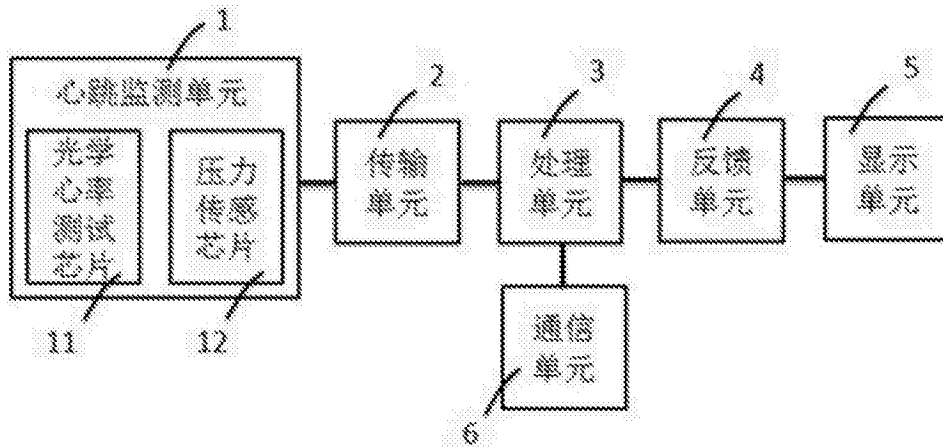 1
心跳监测单元
光学
心率
测试
芯片
11
压力
传感
芯片
12
2
传输
单元
3
处理
单元
4
反馈
单元
5
显示
单元
通信
单元
6